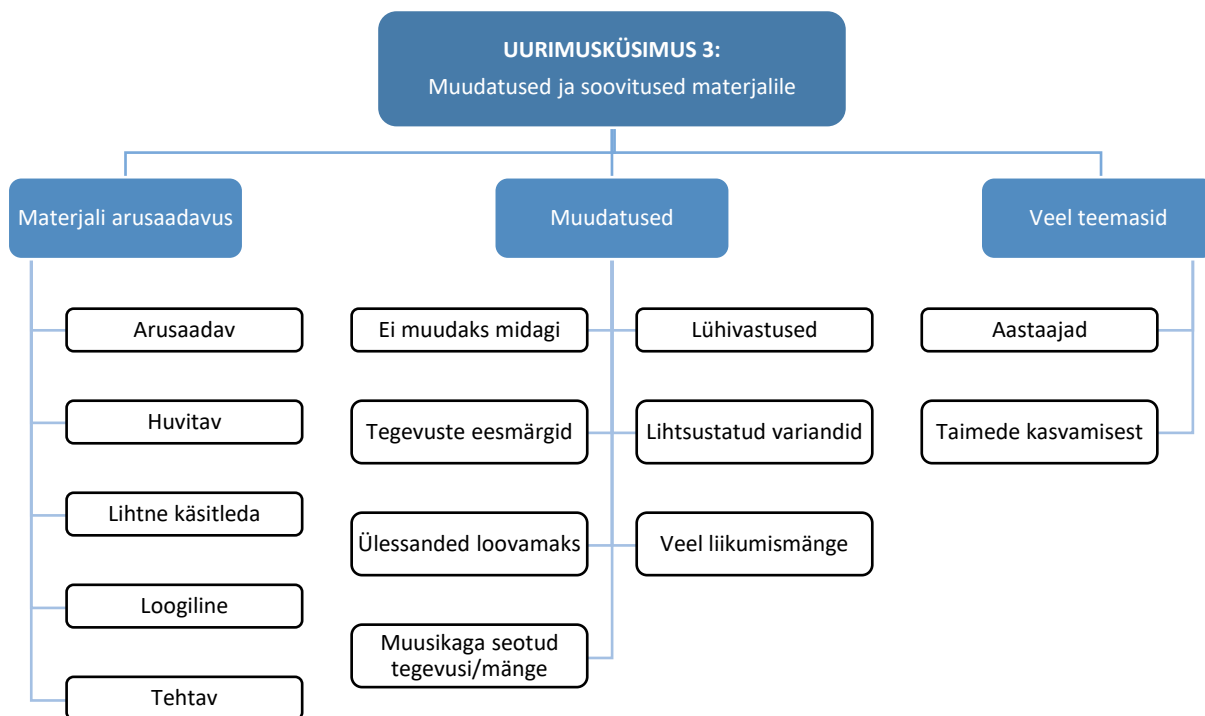 UURIMUSKÜSIMUS 3:
Muudatused ja soovitused materjalile
Materjali arusaadavus
Muudatused
Veel teemasid
Arusaadav
Huvitav
Lihtne käsitleda
Loogiline
Tehtav
Ei muudaks midagi
Lühivastused
Tegevuste eesmärgid
Lihtsustatud variandid
Ülessanded loovamaks
Veel liikumismänge
Muusikaga seotud
tegevusi/mänge
Aastaajad
Taimede kasvamisest